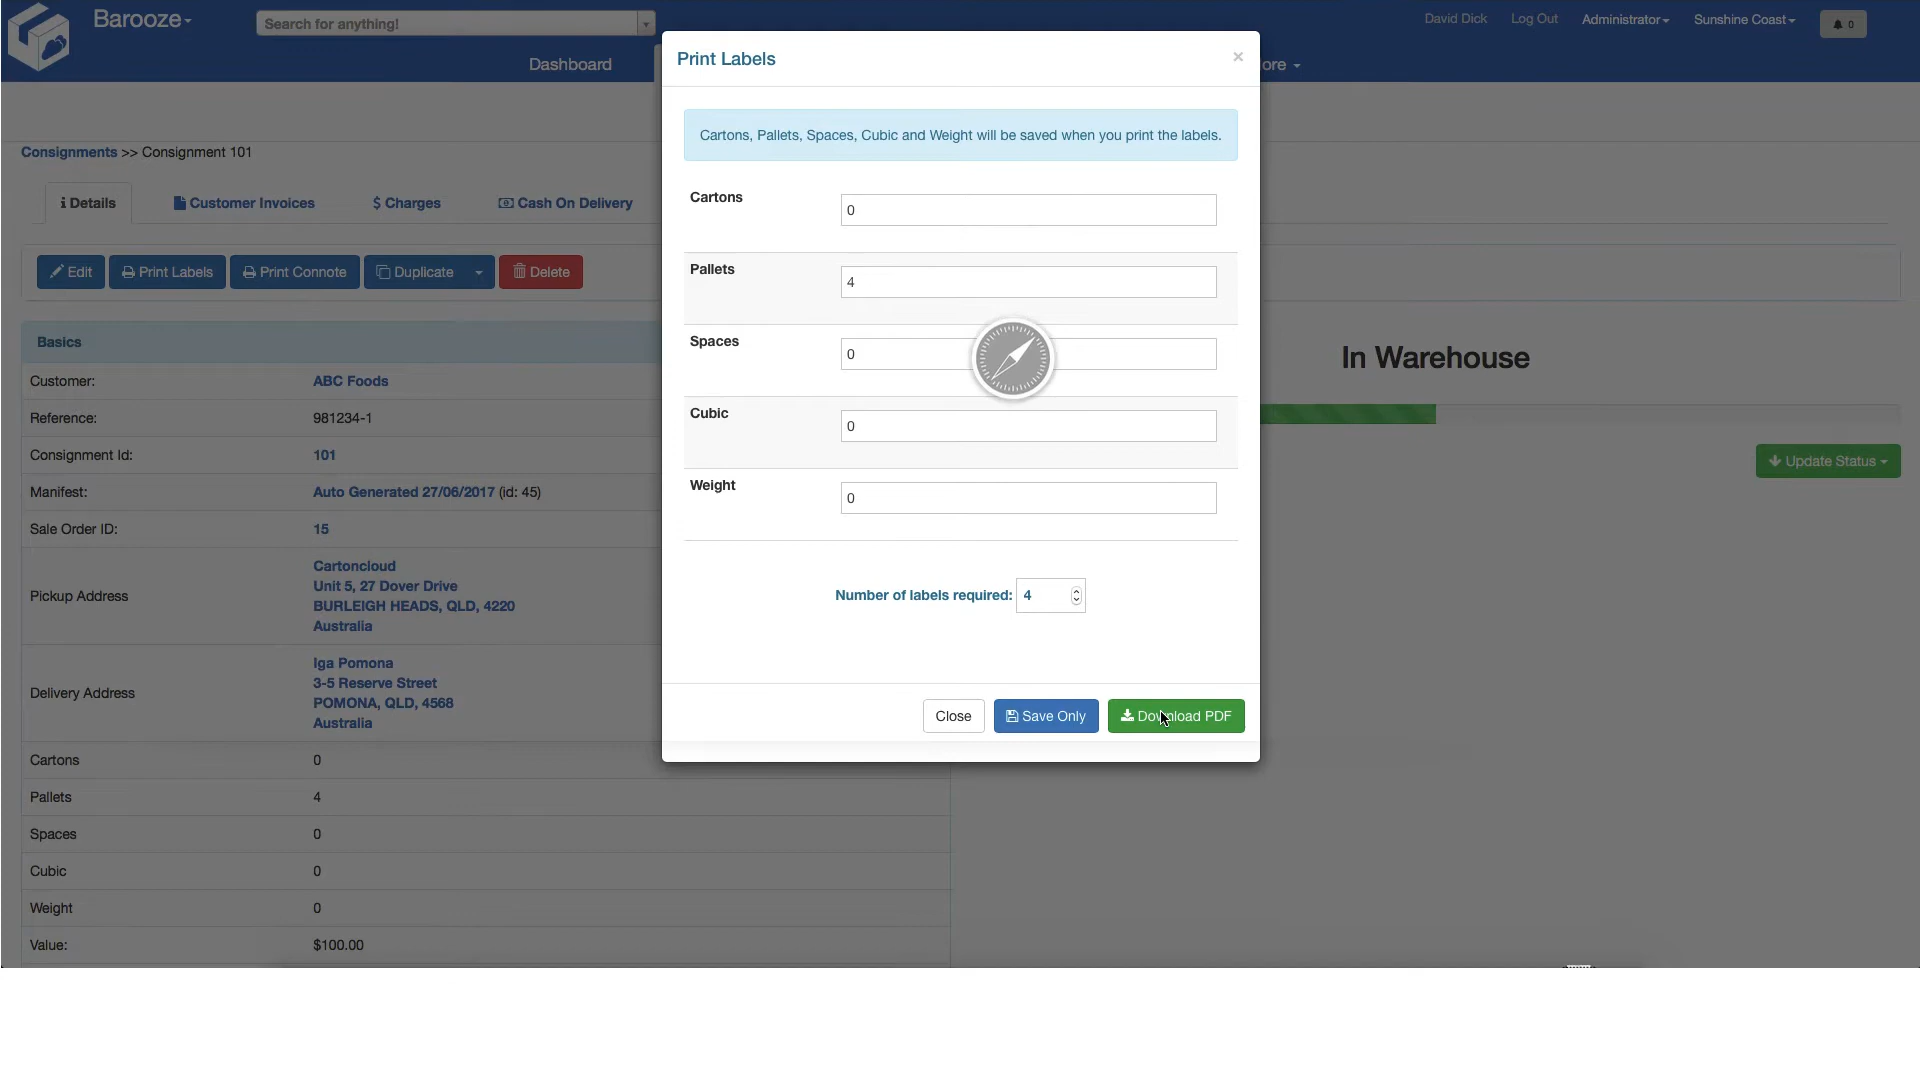 Barooze
Search for anything!
David Dick
Log Out
Administrator
Sunshine Coast
0
Dashboard
ore
Consignments >> Consignment 101
Details
Customer Invoices
$ Charges
Cash On Delivery
Edit
Print Labels
Print Connote
Duplicate
Delete
Basics
Customer: ABC Foods
Reference: 981234-1
Consignment Id: 101
Manifest: Auto Generated 27/06/2017 (id: 45)
Sale Order ID: 15
Pickup Address
Cartoncloud
Unit 5, 27 Dover Drive
BURLEIGH HEADS, QLD, 4220
Australia
Delivery Address
Iga Pomona
3-5 Reserve Street
POMONA, QLD, 4568
Australia
Cartons 0
Pallets 4
Spaces 0
Cubic 0
Weight 0
Value: $100.00
Print Labels
×
Cartons, Pallets, Spaces, Cubic and Weight will be saved when you print the labels.
Cartons 0
Pallets 4
Spaces 0
Cubic 0
Weight 0
Number of labels required: 4
Close
Save Only
Download PDF
In Warehouse
Update Status